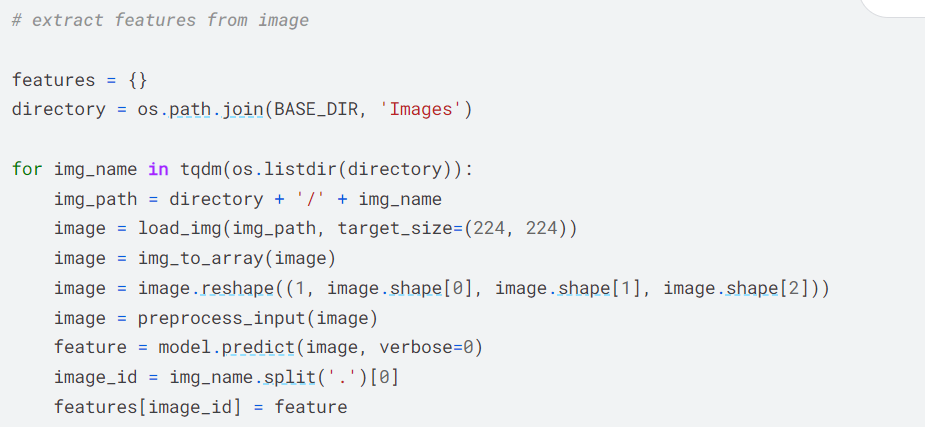 # extract features from image
features = {}
directory = os.path.join(BASE_DIR, 'Images')
for img_name in tqdm(os.listdir(directory)):
    img_path = directory + '/' + img_name
    image = load_img(img_path, target_size=(224, 224))
    image = img_to_array(image)
    image = image.reshape((1, image.shape[0], image.shape[1], image.shape[2]))
    image = preprocess_input(image)
    feature = model.predict(image, verbose=0)
    image_id = img_name.split('.')[0]
    features[image_id] = feature